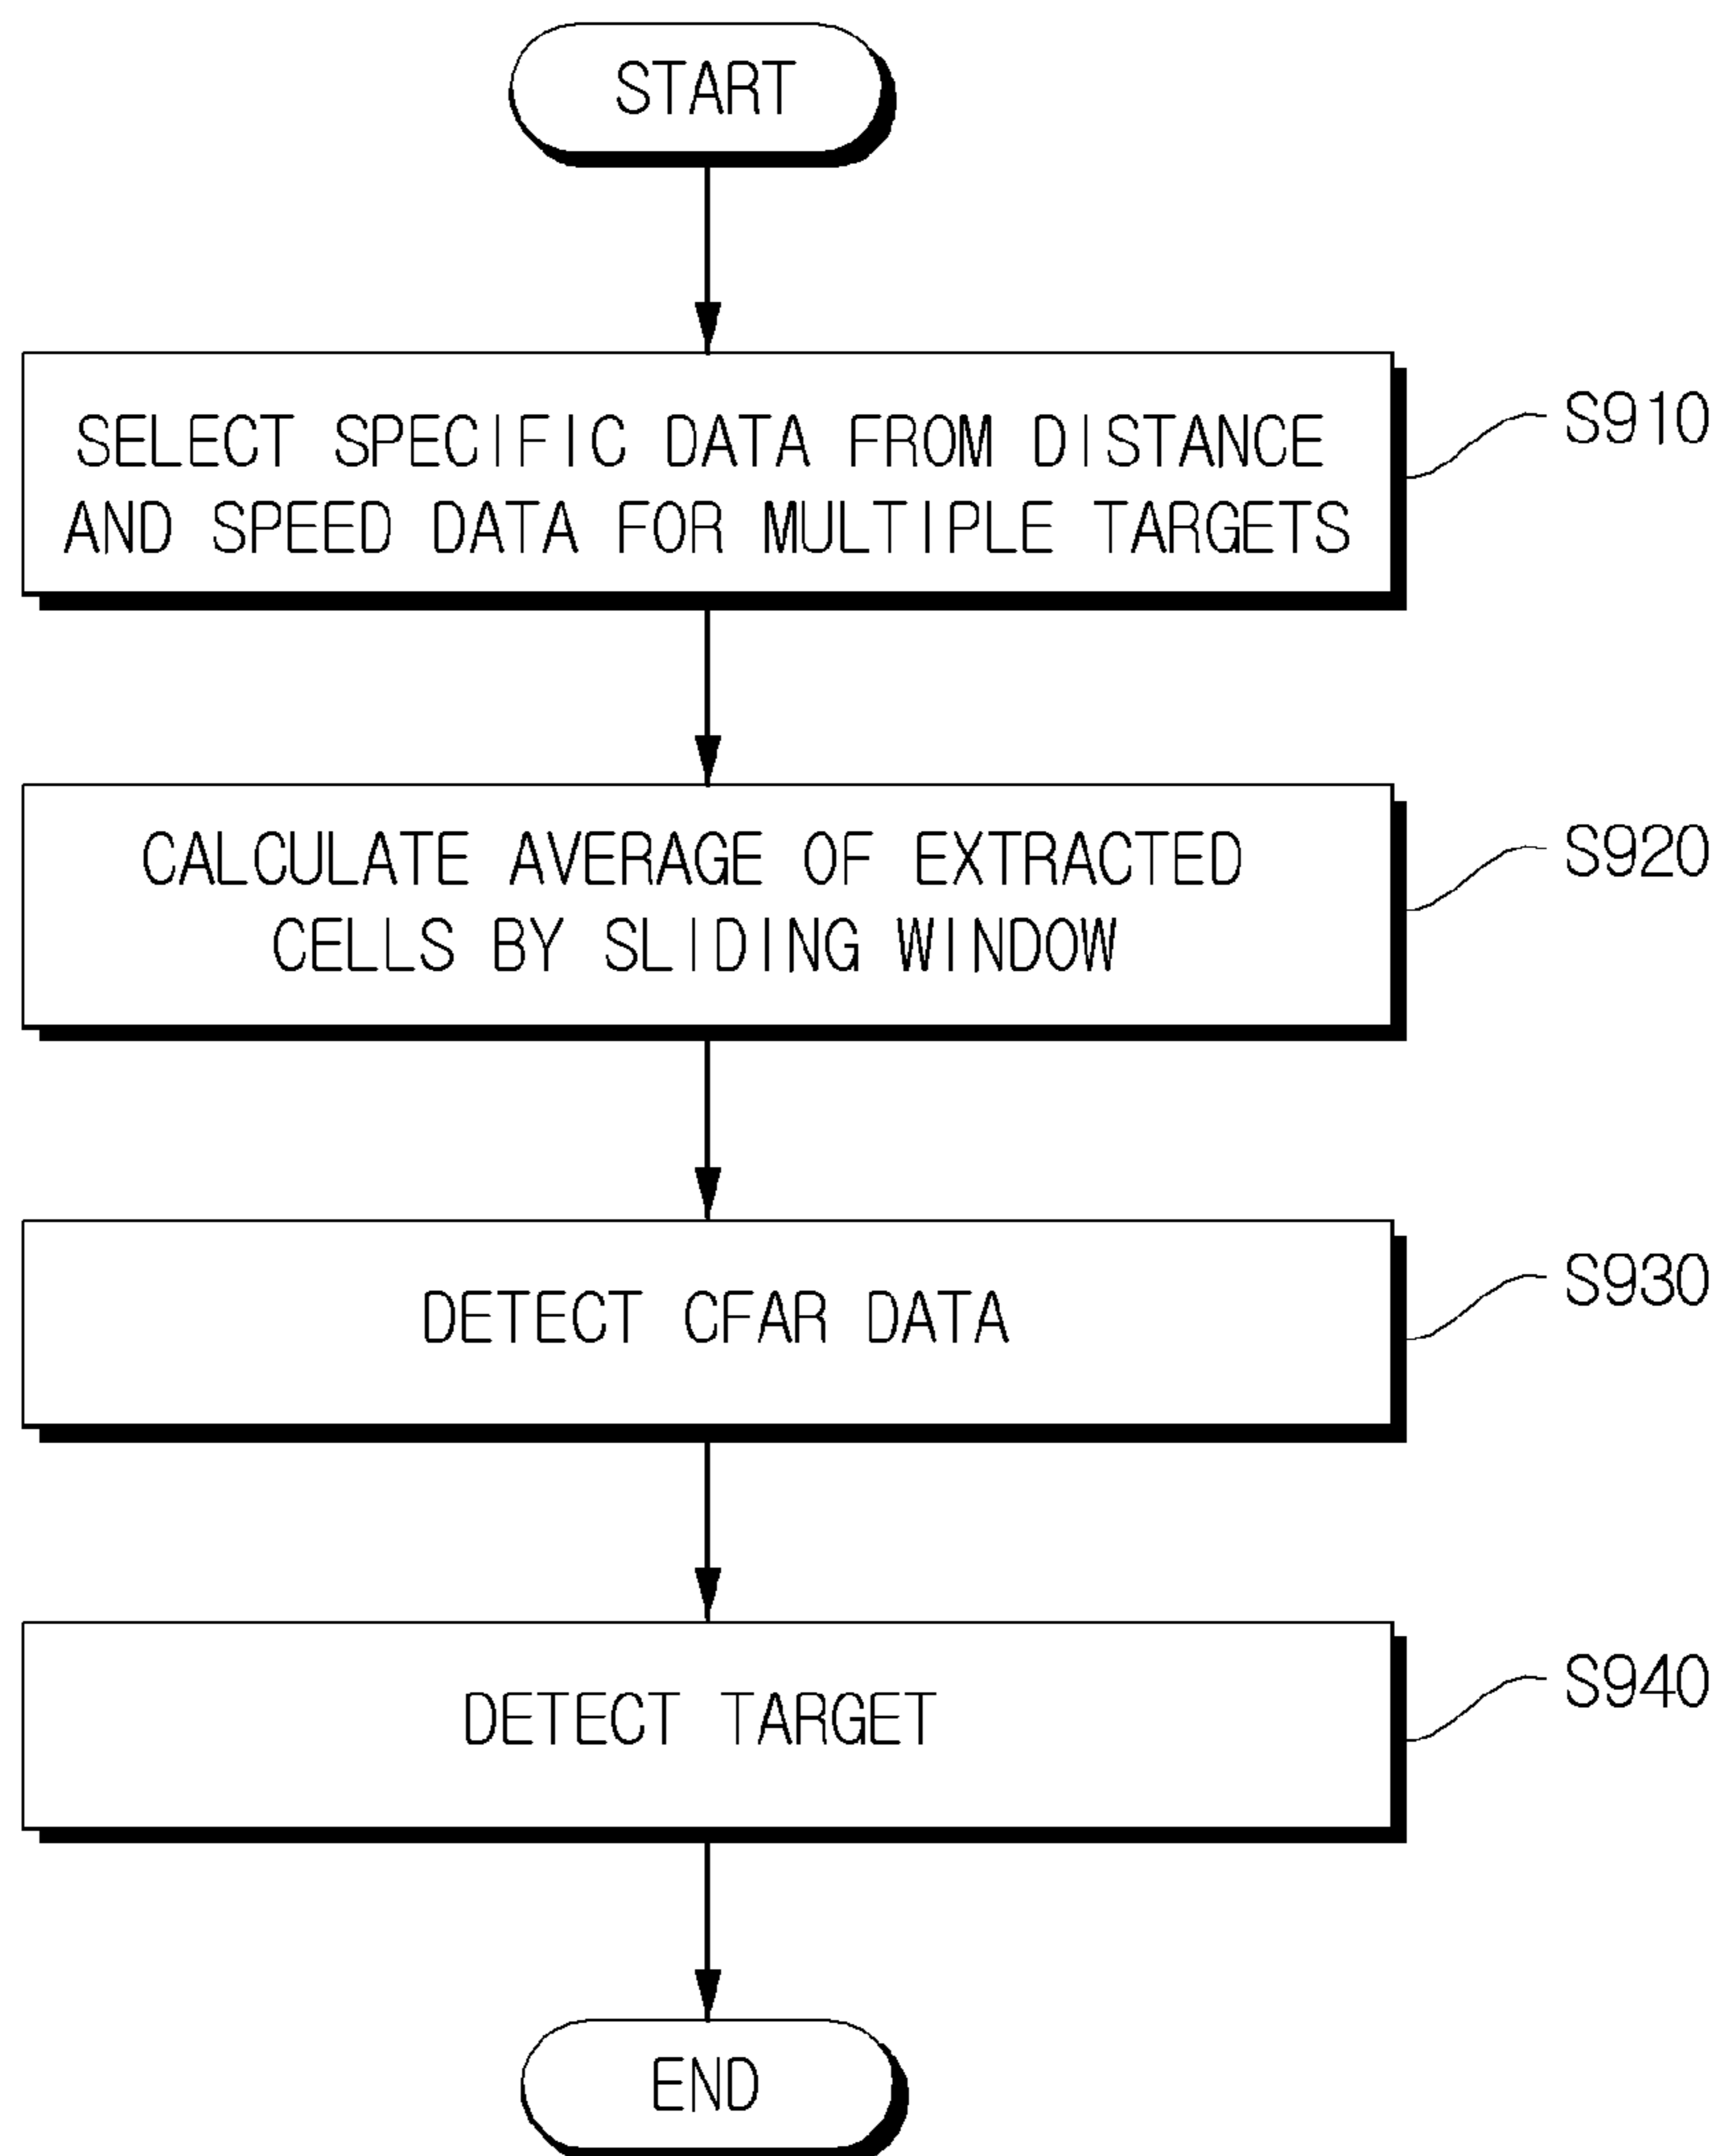 START
SELECT SPECIFIC DATA FROM DISTANCE
AND SPEED DATA FOR MULTIPLE TARGETS
S910
CALCULATE AVERAGE OF EXTRACTED
CELLS BY SLIDING WINDOW
S920
DETECT CFAR DATA
S930
DETECT TARGET
S940
END